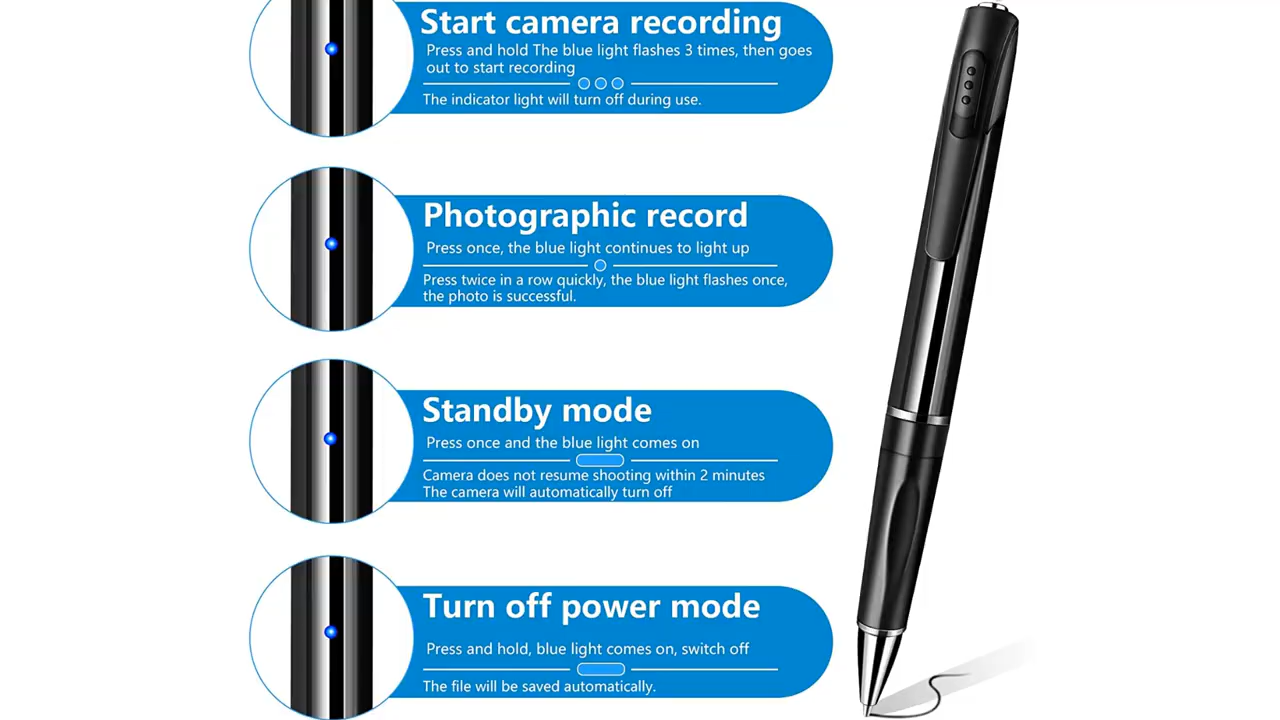 Start camera recording
Press and hold The blue light flashes 3 times, then goes
out to start recording
The indicator light will turn off during use.
Photographic record
Press once, the blue light continues to light up
Press twice in a row quickly, the blue light flashes once,
the photo is successful.
Standby mode
Press once and the blue light comes on
Camera does not resume shooting within 2 minutes
The camera will automatically turn off
Turn off power mode
Press and hold, blue light comes on, switch off
The file will be saved automatically.